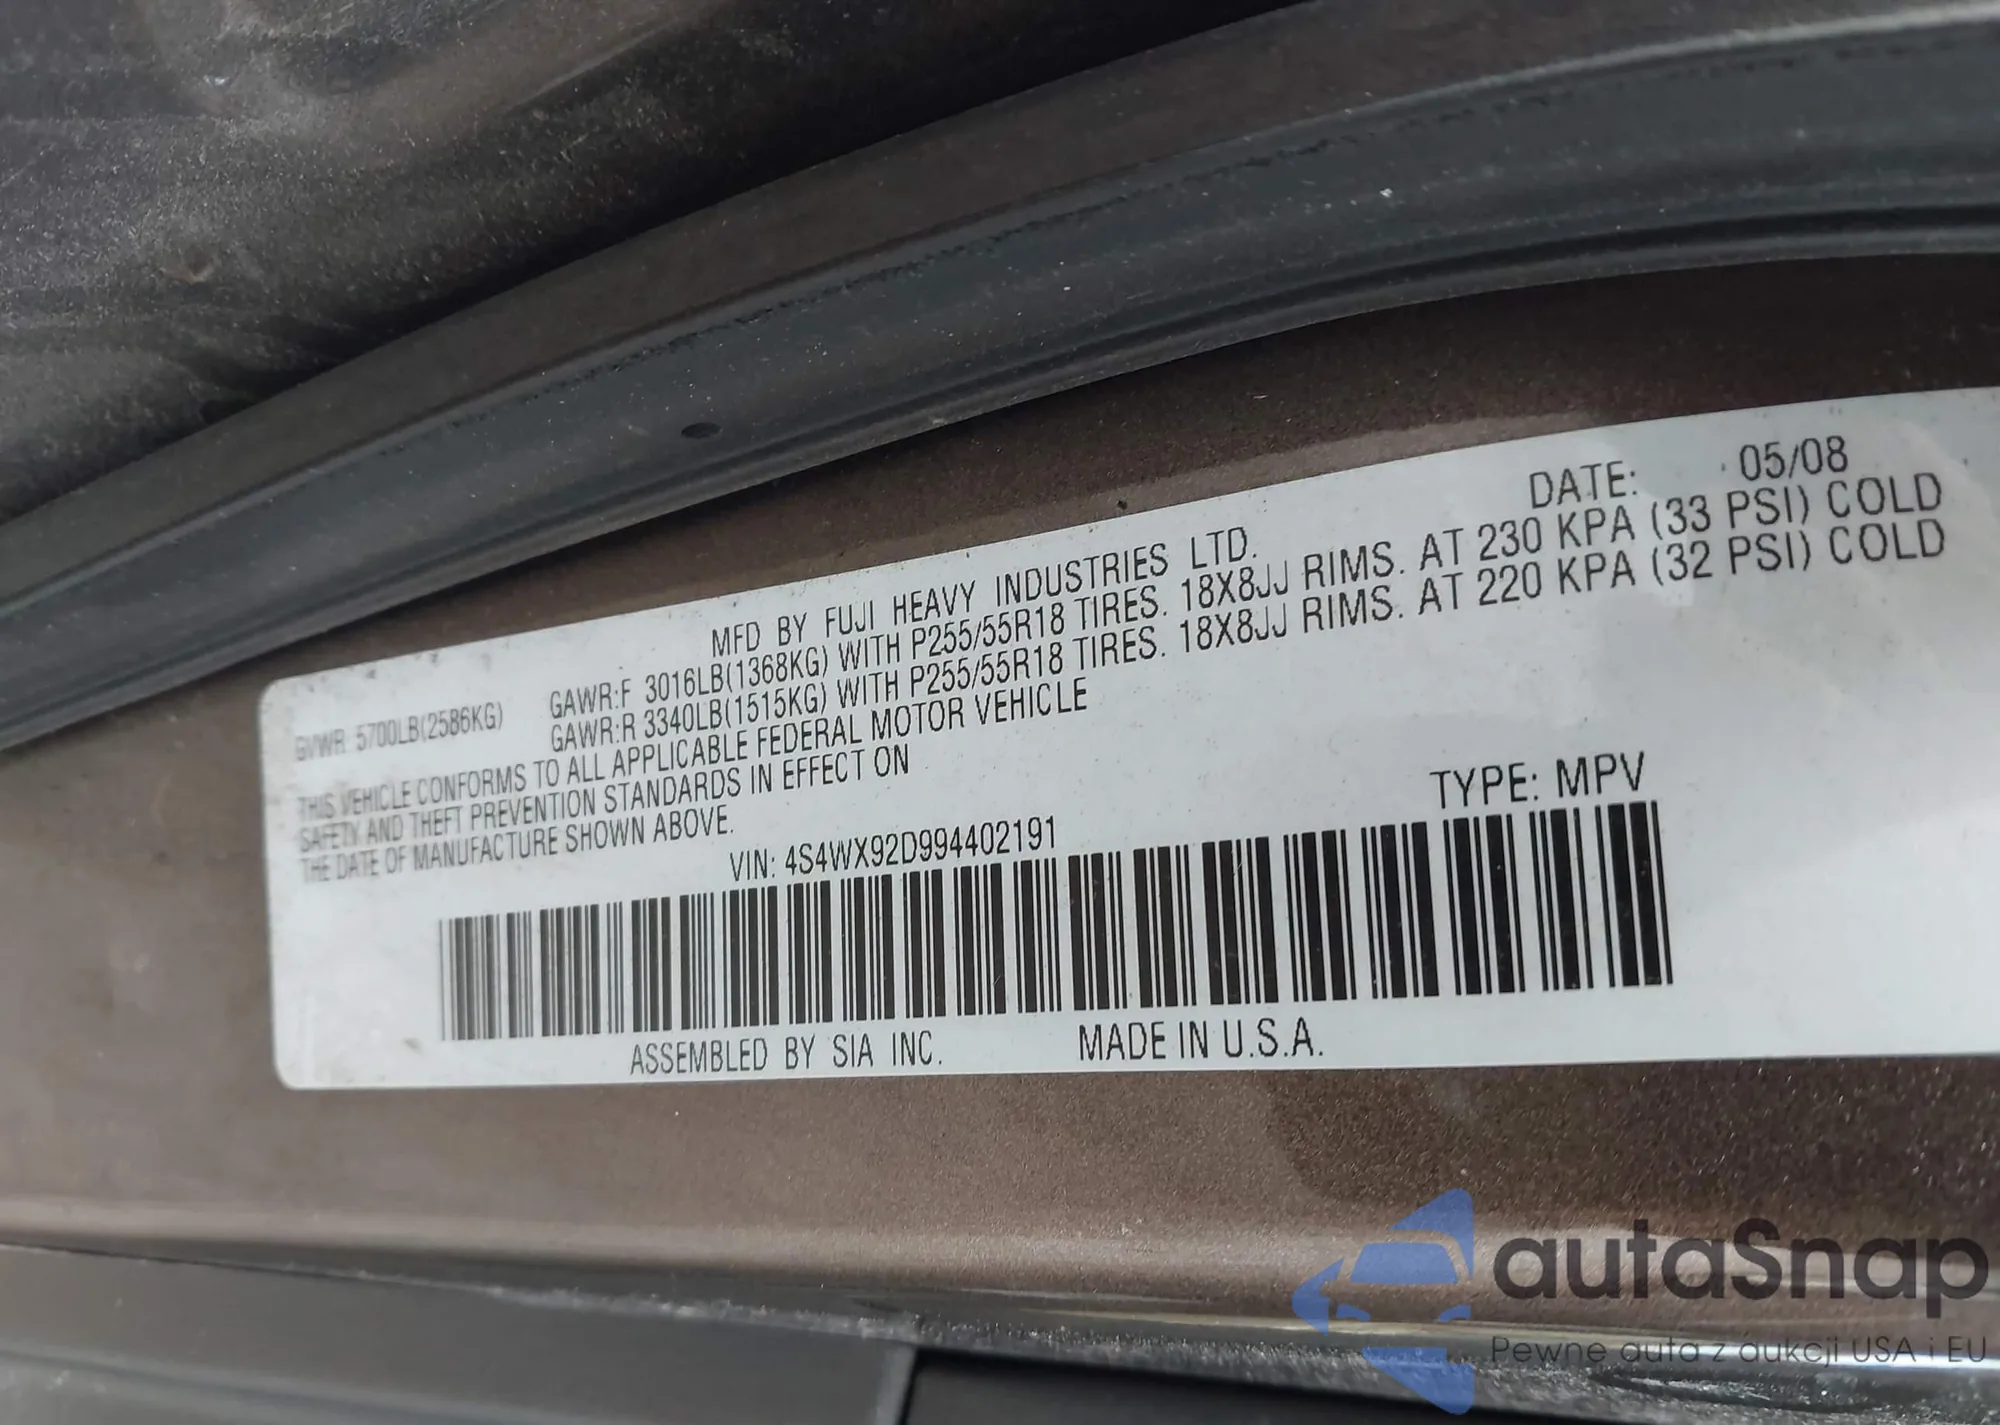 MFD BY FUJI HEAVY INDUSTRIES LTD. DATE: 05/08
GVWR 5700LB(2586KG) GAWR:F 3016LB(1368KG) WITH P255/55R18 TIRES. 18X8JJ RIMS. AT 230 KPA (33 PSI) COLD
GAWR:R 3340LB(1515KG) WITH P255/55R18 TIRES. 18X8JJ RIMS. AT 220 KPA (32 PSI) COLD
THIS VEHICLE CONFORMS TO ALL APPLICABLE FEDERAL MOTOR VEHICLE
SAFETY AND THEFT PREVENTION STANDARDS IN EFFECT ON
THE DATE OF MANUFACTURE SHOWN ABOVE.
VIN: 4S4WX92D994402191 TYPE: MPV
ASSEMBLED BY SIA INC. MADE IN U.S.A.
autaSnap
Pewne auta z aukcji USA i EU